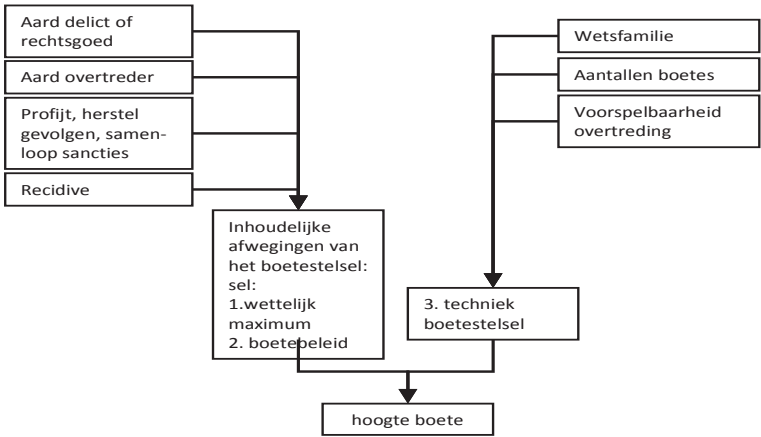 Aard delict of
rechtsgoed
Aard overtreder
Profijt, herstel
gevolgen, samen-
loop sancties
Recidive
Wetsfamilie
Aantallen boetes
Voorspelbaarheid
overtreding
Inhoudelijke
afwegingen van
het boetestelsel:
sel:
1.wettelijk
maximum
2. boetebeleid
3. techniek
boetestelsel
hoogte boete